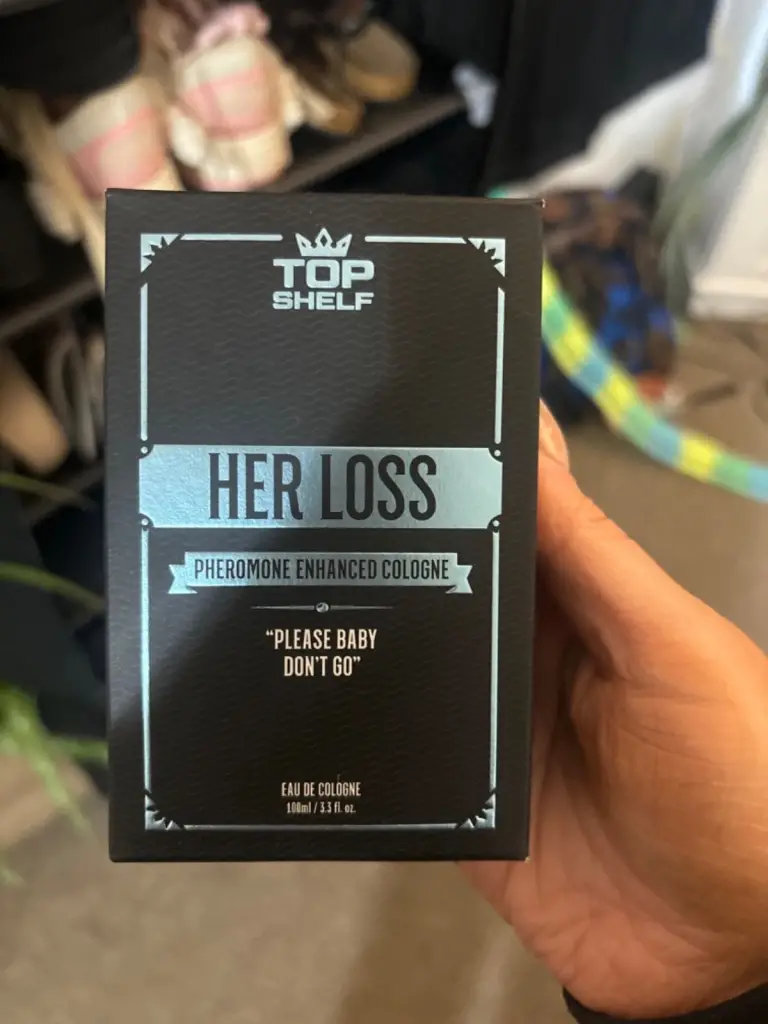 TOP
SHELF
HER LOSS
PHEROMONE ENHANCED COLOGNE
“PLEASE BABY
DON’T GO”
EAU DE COLOGNE
100ml / 3.3 fl. oz.